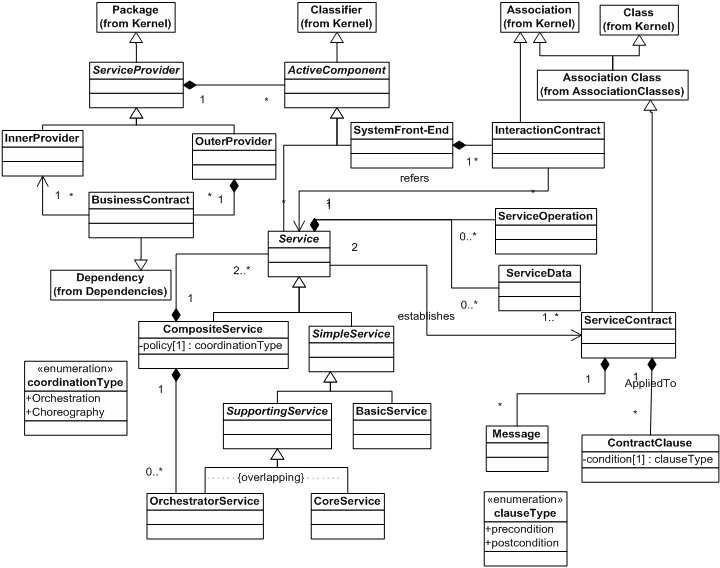 Package
(from Kernel)
Classifier
(from Kernel)
Association
(from Kernel)
Class
(from Kernel)
ServiceProvider
1
*
ActiveComponent
Association Class
(from AssociationClasses)
InnerProvider
OuterProvider
SystemFront-End
1
*
InteractionContract
refers
*
1
*
BusinessContract
*
1
*
1
1
Service
2
ServiceOperation
0..*
Dependency
(from Dependencies)
2..*
ServiceData
0..*
1
establishes
1..*
ServiceContract
CompositeService
-policy[1] : coordinationType
SimpleService
«enumeration»
coordinationType
+Orchestration
+Choreography
1
1
1
AppliedTo
SupportingService
BasicService
*
*
Message
ContractClause
-condition[1] : clauseType
0..*
{overlapping}
OrchestratorService
CoreService
«enumeration»
clauseType
+precondition
+postcondition